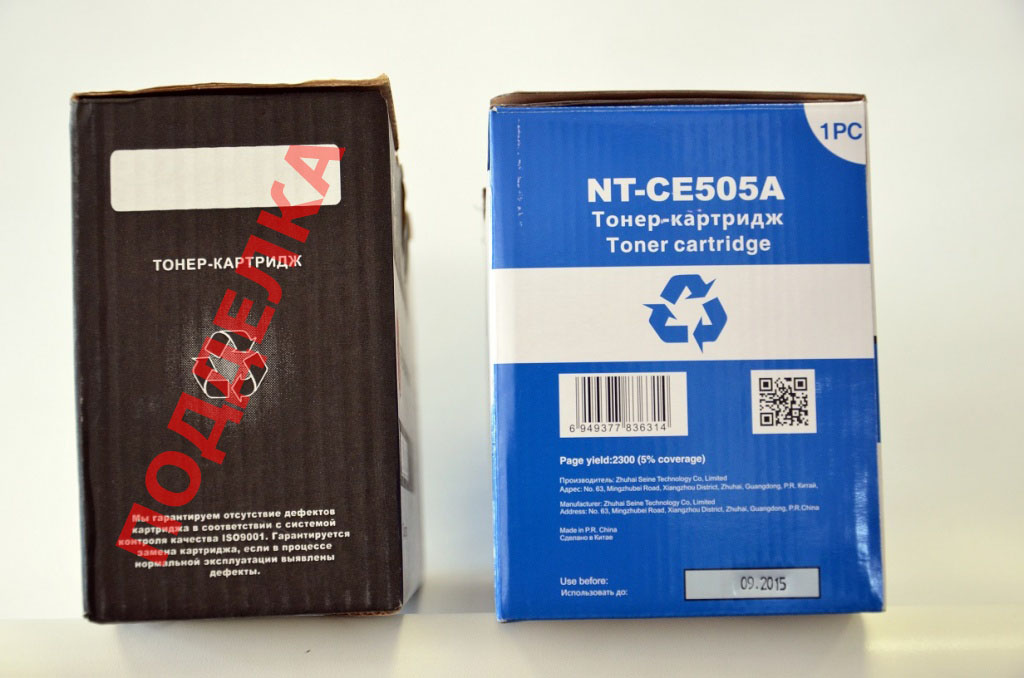 ТОНЕР-КАРТРИДЖ
ПОДДЕЛКА
Мы гарантируем отсутствие дефектов
картриджа в соответствии с системой
контроля качества ISO9001. Гарантируется
замена картриджа, если в процессе
нормальной эксплуатации выявлены
дефекты.
1PC
NT-CE505A
Тонер-картридж
Toner cartridge
6 949377 836314
Page yield:2300 (5% coverage)
Производитель: Zhuhai Seine Technology Co, Limited
Адрес: No. 63, Mingzhubei Road, Xiangzhou District, Zhuhai, Guangdong, P.R. Китай,
Manufacturer: Zhuhai Seine Technology Co, Limited
Address: No. 63, Mingzhubei Road, Xiangzhou District, Zhuhai, Guangdong, P.R.China
Made in P.R. China
Сделано в Китае
Use before:
Использовать до:
09.2015